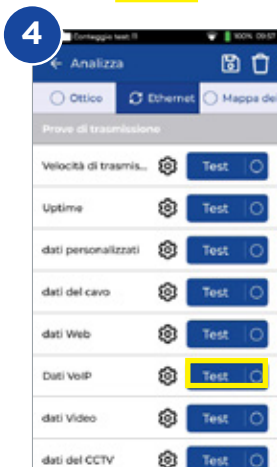 4
Conteggio test: 11
100% 09:57
← Analizza
Ottico Ethernet Mappa dei
Prove di trasmissione
Velocità di trasmis... Test
Uptime Test
dati personalizzati Test
dati del cavo Test
dati Web Test
Dati VoIP Test
dati Video Test
dati del CCTV Test